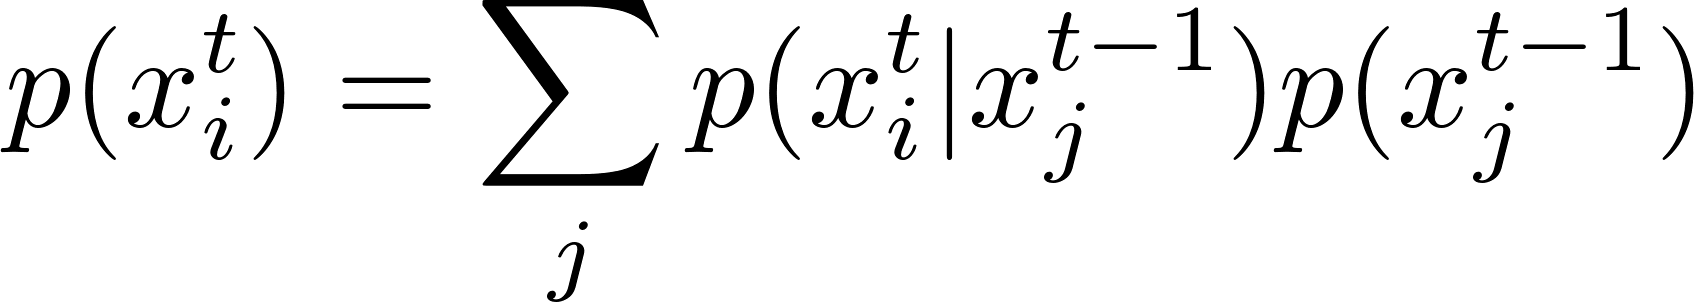 $$p(x_i^t) = \sum_j p(x_i^t | x_j^{t-1}) p(x_j^{t-1})$$